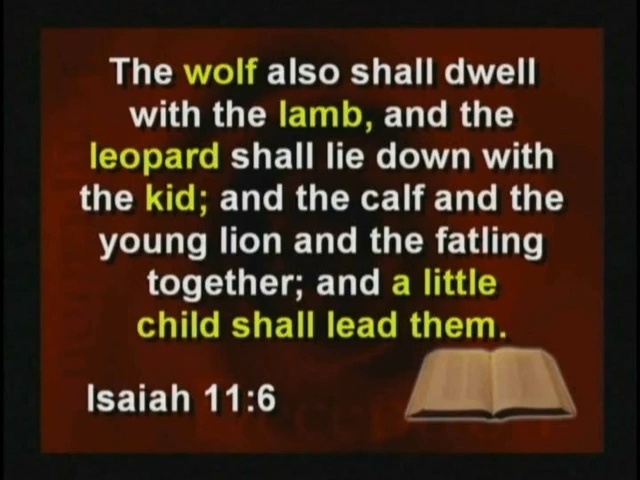 The wolf also shall dwell
with the lamb, and the
leopard shall lie down with
the kid; and the calf and the
young lion and the fatling
together; and a little
child shall lead them.
Isaiah 11:6